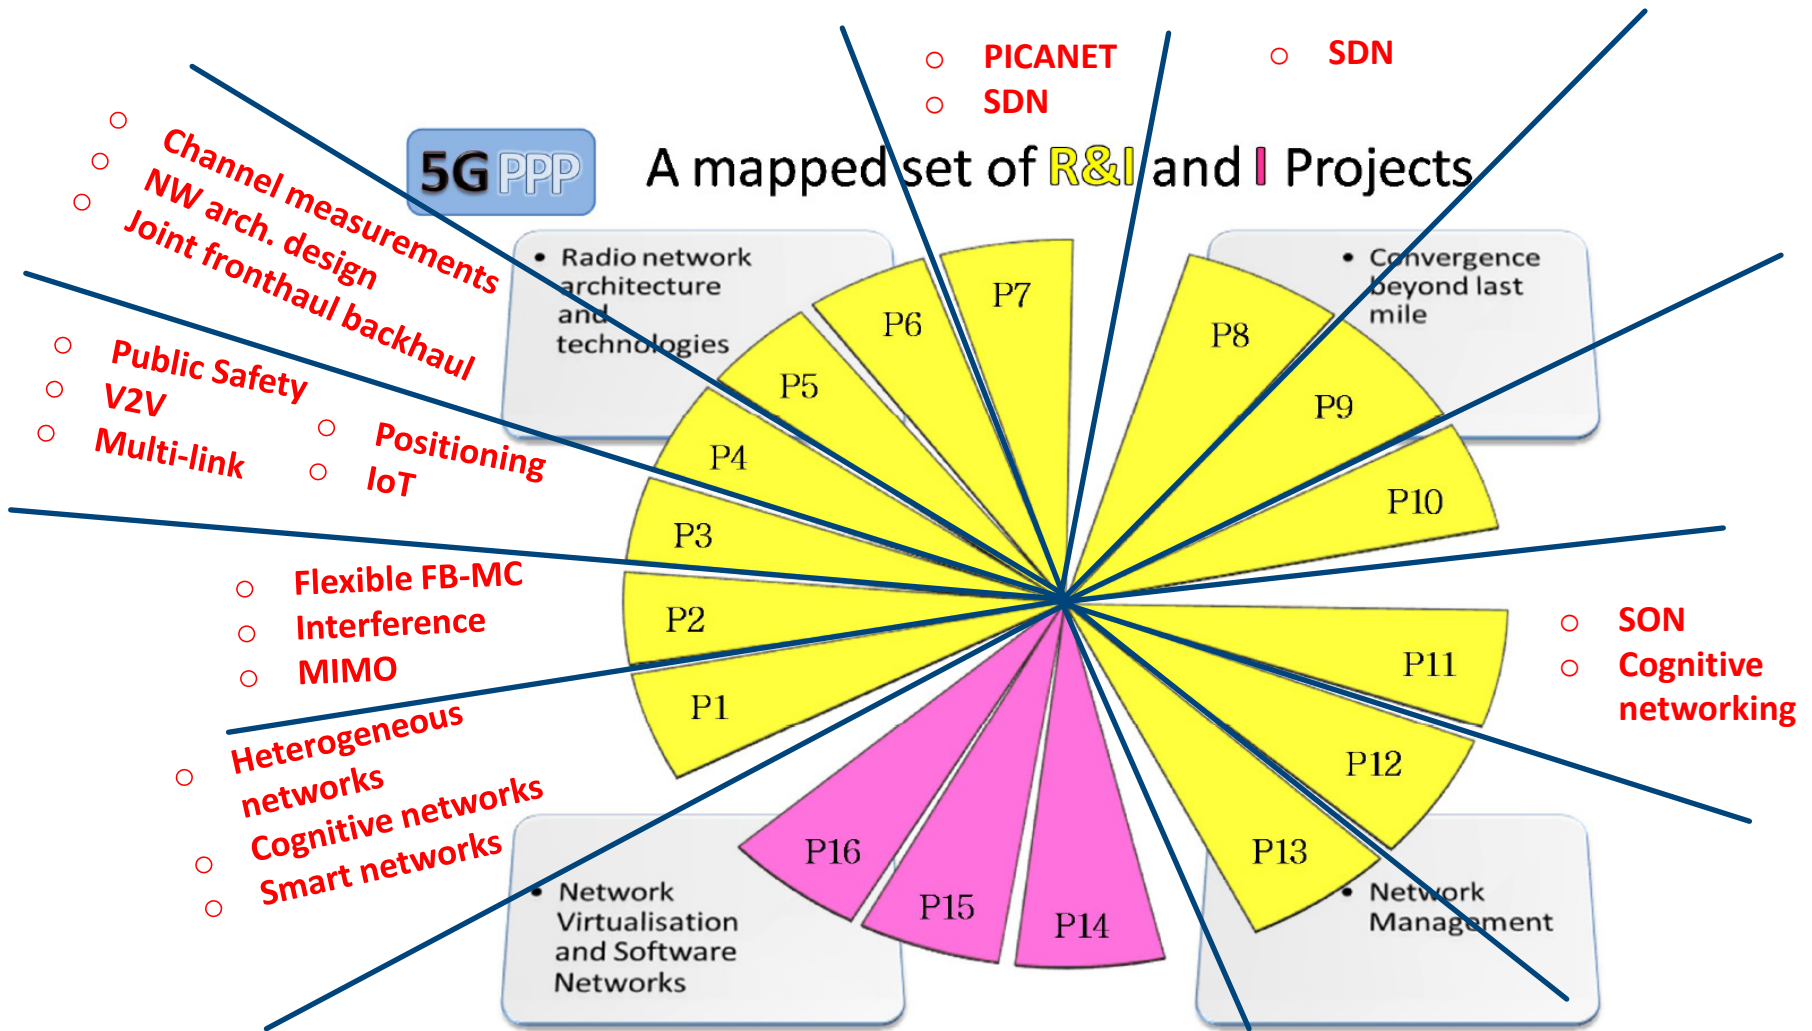 PICANET
SDN
SDN
5G PPP
A mapped set of R&I and I Projects
Channel measurements
NW arch. design
Joint fronthaul backhaul
Public Safety
V2V
Multi-link
Positioning
IoT
Flexible FB-MC
Interference
MIMO
Heterogeneous
networks
Cognitive networks
Smart networks
• Radio network
architecture
and
technologies
• Convergence
beyond last
mile
P1
P2
P3
P4
P5
P6
P7
P8
P9
P10
P11
P12
P13
P14
P15
P16
SON
Cognitive
networking
• Network
Virtualisation
and Software
Networks
• Network
Management